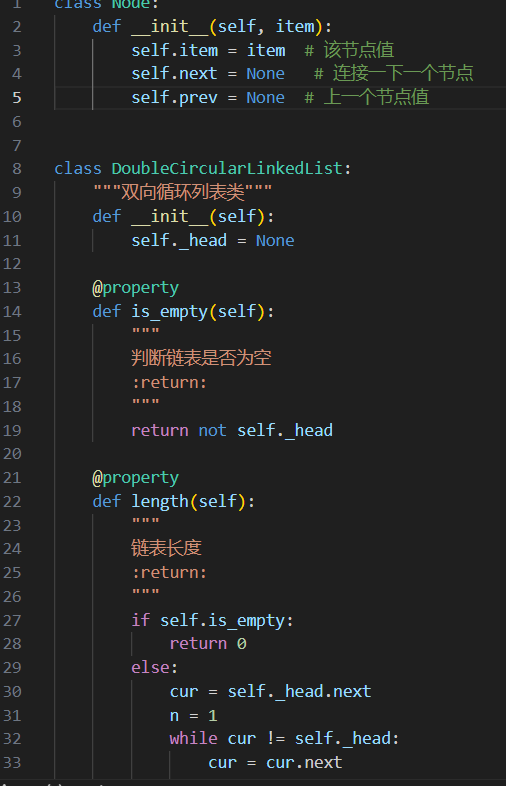 1 class Node:
2 def __init__(self, item):
3 self.item = item # 该节点值
4 self.next = None # 连接一下一个节点
5 self.prev = None # 上一个节点值
6
7
8 class DoubleCircularLinkedList:
9 """双向循环列表类"""
10 def __init__(self):
11 self._head = None
12
13 @property
14 def is_empty(self):
15 """
16 判断链表是否为空
17 :return:
18 """
19 return not self._head
20
21 @property
22 def length(self):
23 """
24 链表长度
25 :return:
26 """
27 if self.is_empty:
28 return 0
29 else:
30 cur = self._head.next
31 n = 1
32 while cur != self._head:
33 cur = cur.next